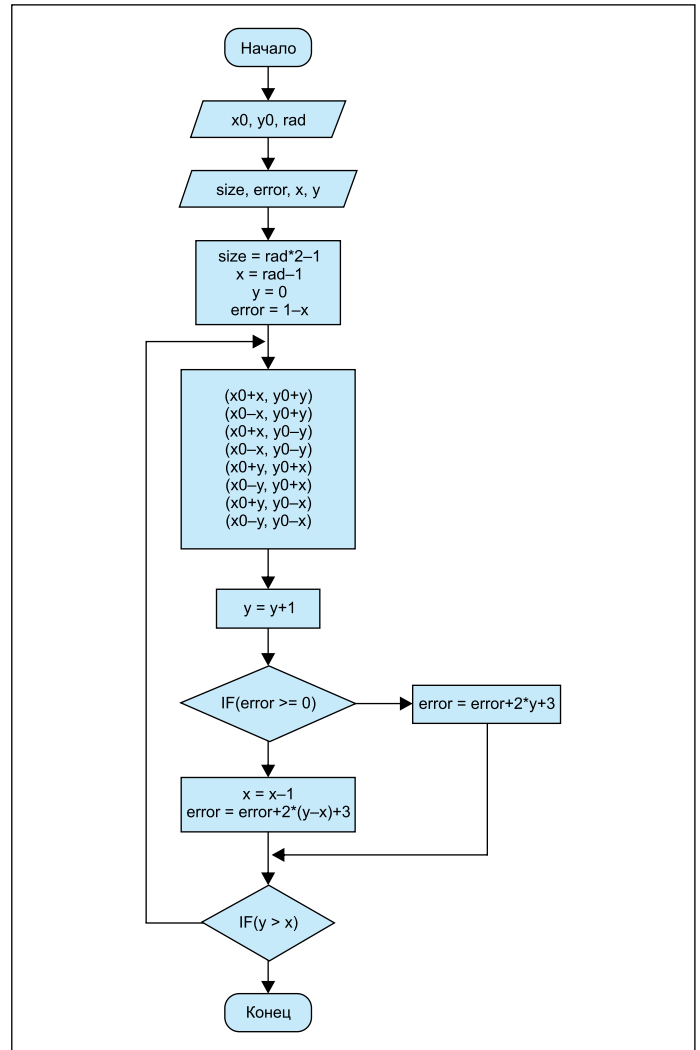 Начало
x0, y0, rad
size, error, x, y
size = rad*2–1
x = rad–1
y = 0
error = 1–x
(x0+x, y0+y)
(x0–x, y0+y)
(x0+x, y0–y)
(x0–x, y0–y)
(x0+y, y0+x)
(x0–y, y0+x)
(x0+y, y0–x)
(x0–y, y0–x)
y = y+1
IF(error >= 0)
error = error+2*y+3
x = x–1
error = error+2*(y–x)+3
IF(y > x)
Конец